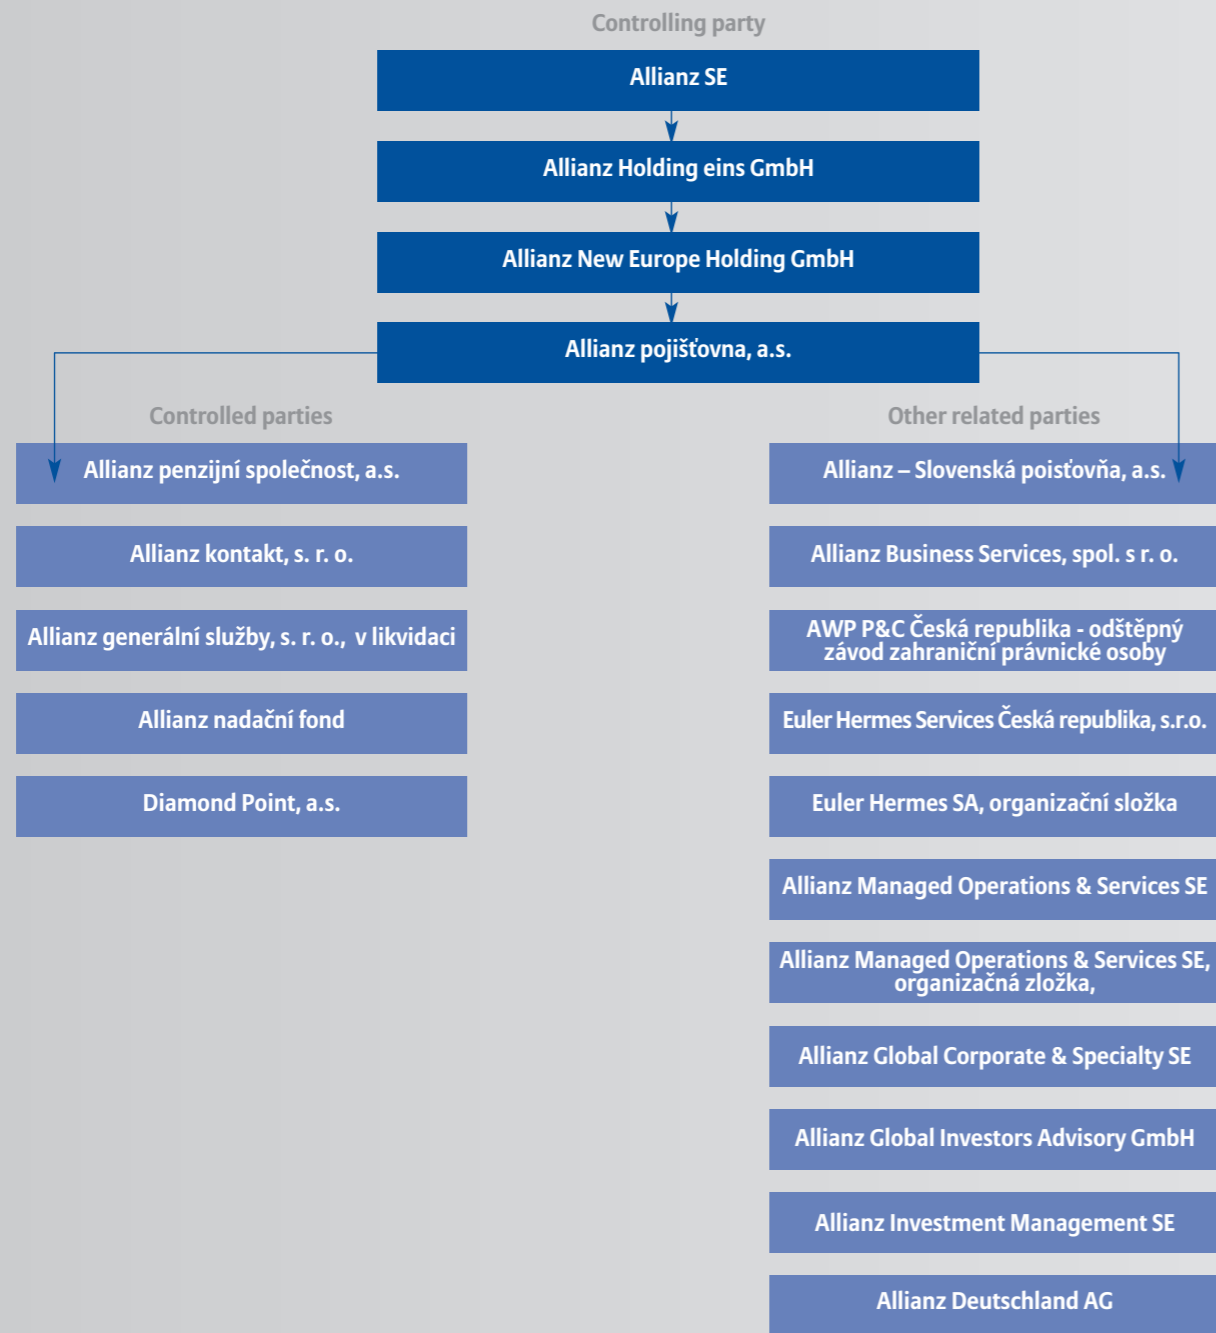 Controlling party
Allianz SE
Allianz Holding eins GmbH
Allianz New Europe Holding GmbH
Allianz pojišťovna, a.s.
Controlled parties
Allianz penzijní společnost, a.s.
Allianz kontakt, s. r. o.
Allianz generální služby, s. r. o., v likvidaci
Allianz nadační fond
Diamond Point, a.s.
Other related parties
Allianz – Slovenská poisťovňa, a.s.
Allianz Business Services, spol. s r. o.
AWP P&C Česká republika - odštěpný
závod zahraniční právnické osoby
Euler Hermes Services Česká republika, s.r.o.
Euler Hermes SA, organizační složka
Allianz Managed Operations & Services SE
Allianz Managed Operations & Services SE,
organizačná zložka,
Allianz Global Corporate & Specialty SE
Allianz Global Investors Advisory GmbH
Allianz Investment Management SE
Allianz Deutschland AG